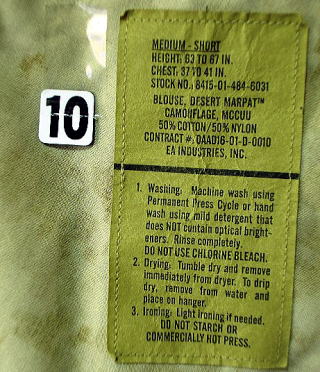 MEDIUM - SHORT
HEIGHT: 63 TO 67 IN.
CHEST: 37 TO 41 IN.
STOCK NO.: 8415-01-484-6031
BLOUSE, DESERT MARPAT™
CAMOUFLAGE, MCCUU
50% COTTON/50% NYLON
CONTRACT #: DAAD16-01-D-0010
EA INDUSTRIES, INC.
10
1. Washing: Machine wash using
Permanent Press Cycle or hand
wash using mild detergent that
does NOT contain optical bright-
eners. Rinse completely.
DO NOT USE CHLORINE BLEACH.
2. Drying: Tumble dry and remove
immediately from dryer. To drip
dry, remove from water and
place on hanger.
3. Ironing: Light ironing if needed.
DO NOT STARCH OR
COMMERCIALLY HOT PRESS.